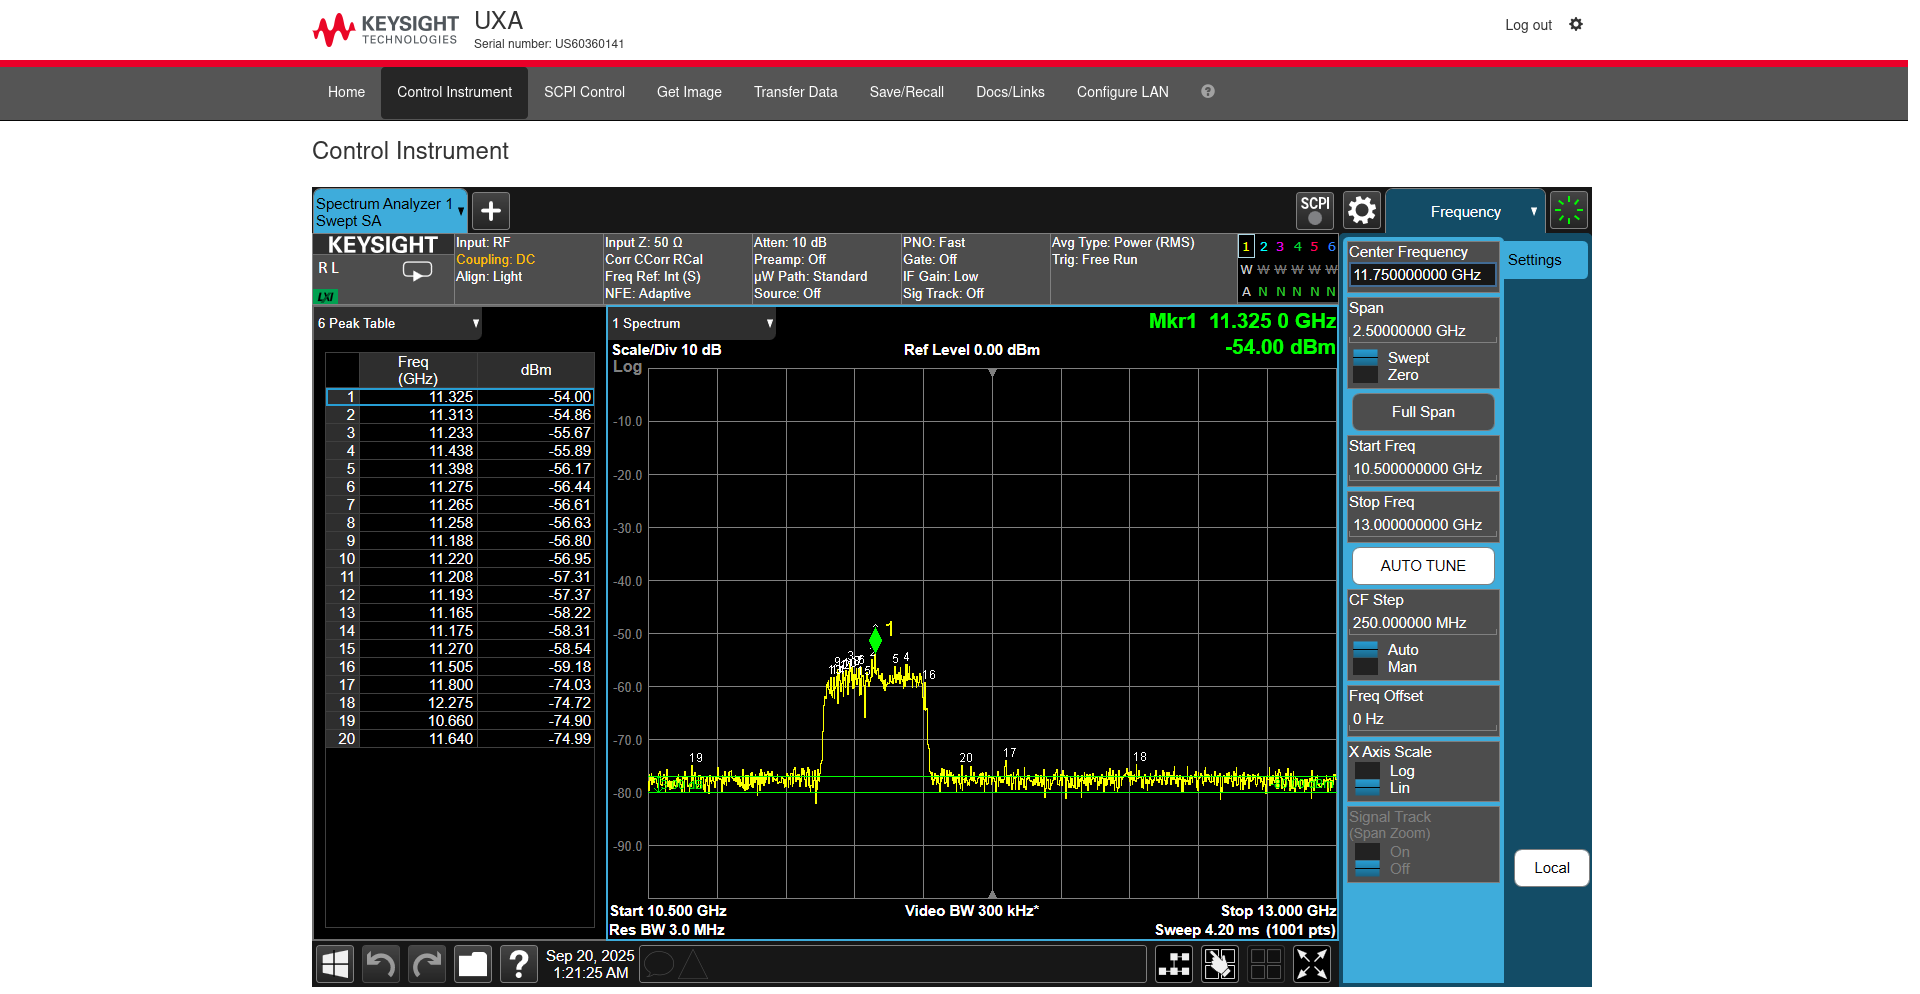 KEYSIGHT
TECHNOLOGIES
UXA
Serial number: US60360141
Log out
Home
Control Instrument
SCPI Control
Get Image
Transfer Data
Save/Recall
Docs/Links
Configure LAN
?
Control Instrument
Spectrum Analyzer 1
Swept SA
SCPI
Frequency
KEYSIGHT
R L
LXI
Input: RF
Coupling: DC
Align: Light
Input Z: 50 Ω
Corr CCorr RCal
Freq Ref: Int (S)
NFE: Adaptive
Atten: 10 dB
Preamp: Off
µW Path: Standard
Source: Off
PNO: Fast
Gate: Off
IF Gain: Low
Sig Track: Off
Avg Type: Power (RMS)
Trig: Free Run
1 2 3 4 5 6
W W W W W W
A N N N N N
6 Peak Table
Freq
(GHz)
dBm
1 11.325 -54.00
2 11.313 -54.86
3 11.233 -55.67
4 11.438 -55.89
5 11.398 -56.17
6 11.275 -56.44
7 11.265 -56.61
8 11.258 -56.63
9 11.188 -56.80
10 11.220 -56.95
11 11.208 -57.31
12 11.193 -57.37
13 11.165 -58.22
14 11.175 -58.31
15 11.270 -58.54
16 11.505 -59.18
17 11.800 -74.03
18 12.275 -74.72
19 10.660 -74.90
20 11.640 -74.99
1 Spectrum
Mkr1 11.325 0 GHz
-54.00 dBm
Scale/Div 10 dB
Ref Level 0.00 dBm
Log
-10.0
-20.0
-30.0
-40.0
-50.0
1
5 4
16
-60.0
-70.0
19
20
17
18
-80.0
-90.0
Start 10.500 GHz
Video BW 300 kHz*
Stop 13.000 GHz
Res BW 3.0 MHz
Sweep 4.20 ms (1001 pts)
Center Frequency
11.750000000 GHz
Settings
Span
2.50000000 GHz
Swept
Zero
Full Span
Start Freq
10.500000000 GHz
Stop Freq
13.000000000 GHz
AUTO TUNE
CF Step
250.000000 MHz
Auto
Man
Freq Offset
0 Hz
X Axis Scale
Log
Lin
Signal Track
(Span Zoom)
On
Off
Local
?
Sep 20, 2025
1:21:25 AM